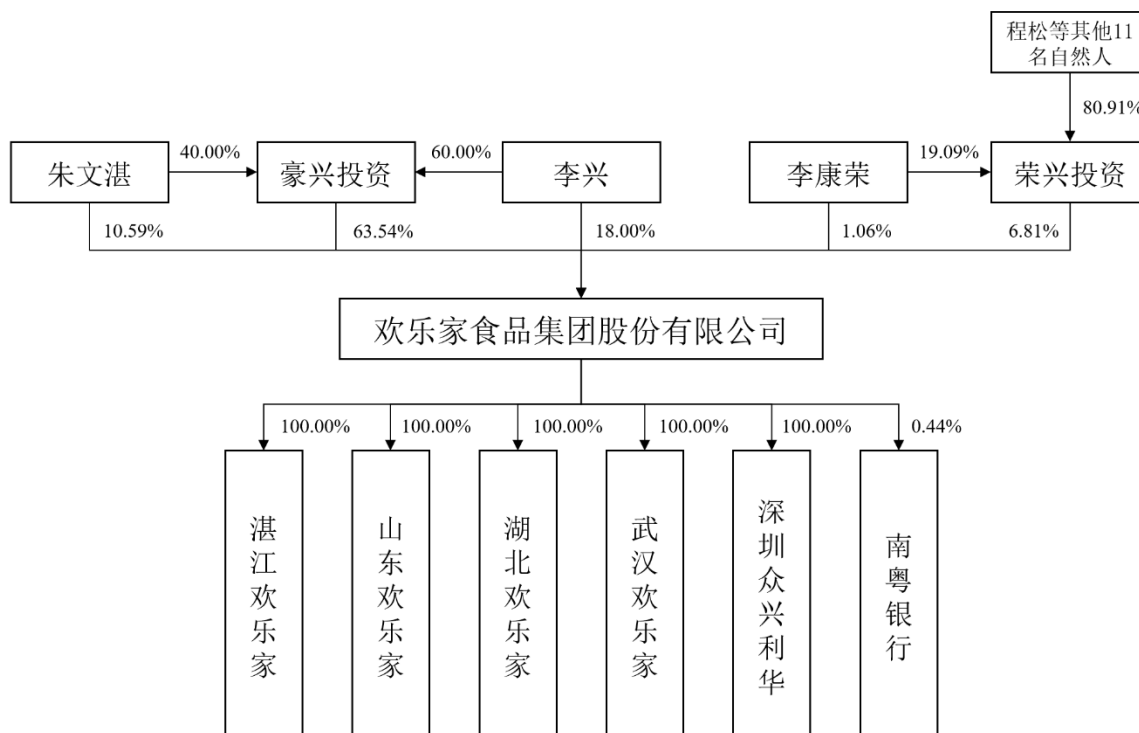 程松等其他11
名自然人
80.91%
朱文湛
40.00%
豪兴投资
60.00%
李兴
李康荣
19.09%
荣兴投资
10.59%
63.54%
18.00%
1.06%
6.81%
欢乐家食品集团股份有限公司
100.00%
100.00%
100.00%
100.00%
100.00%
0.44%
湛江欢乐家
山东欢乐家
湖北欢乐家
武汉欢乐家
深圳众兴利华
南粤银行